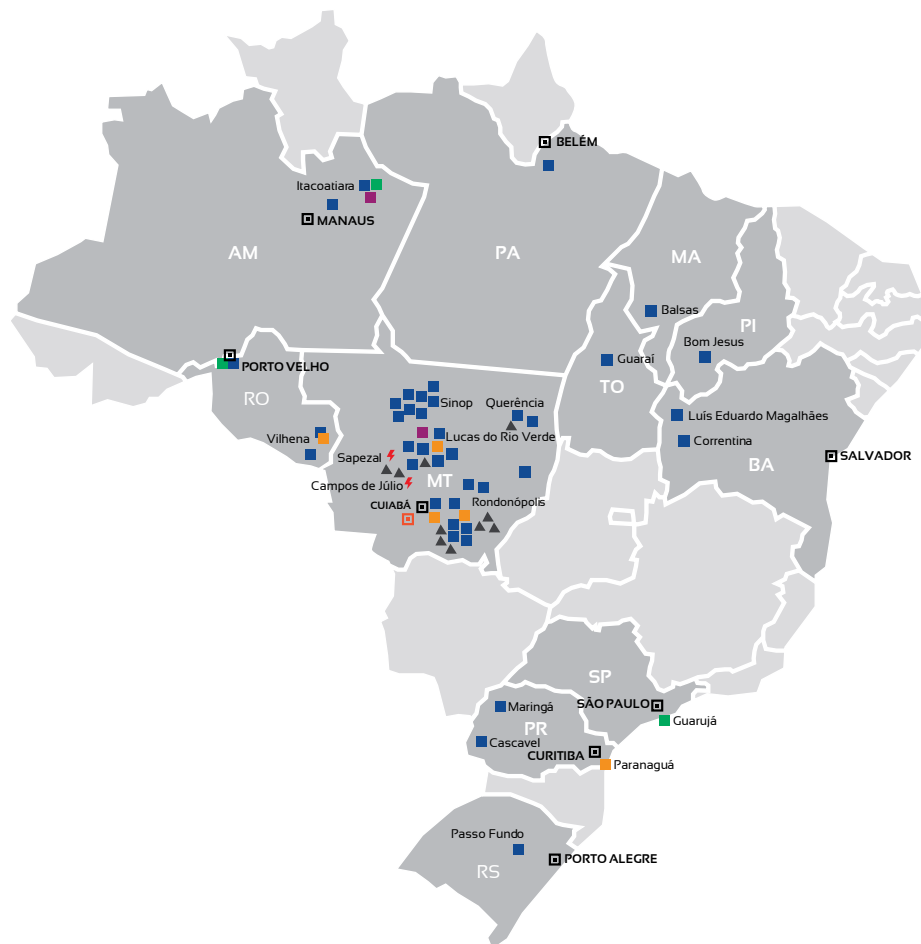 BELÉM
Itacoatiara
MANAUS
AM
PA
MA
Balsas
PI
Bom Jesus
Guaraí
PORTO VELHO
TO
RO
Sinop
Querência
Luís Eduardo Magalhães
Vilhena
Lucas do Rio Verde
Correntina
Sapezal
BA
SALVADOR
MT
Campos de Júlio
CUIABÁ
Rondonópolis
SP
SÃO PAULO
Maringá
Guarujá
PR
Cascavel
CURITIBA
Paranaguá
Passo Fundo
PORTO ALEGRE
RS